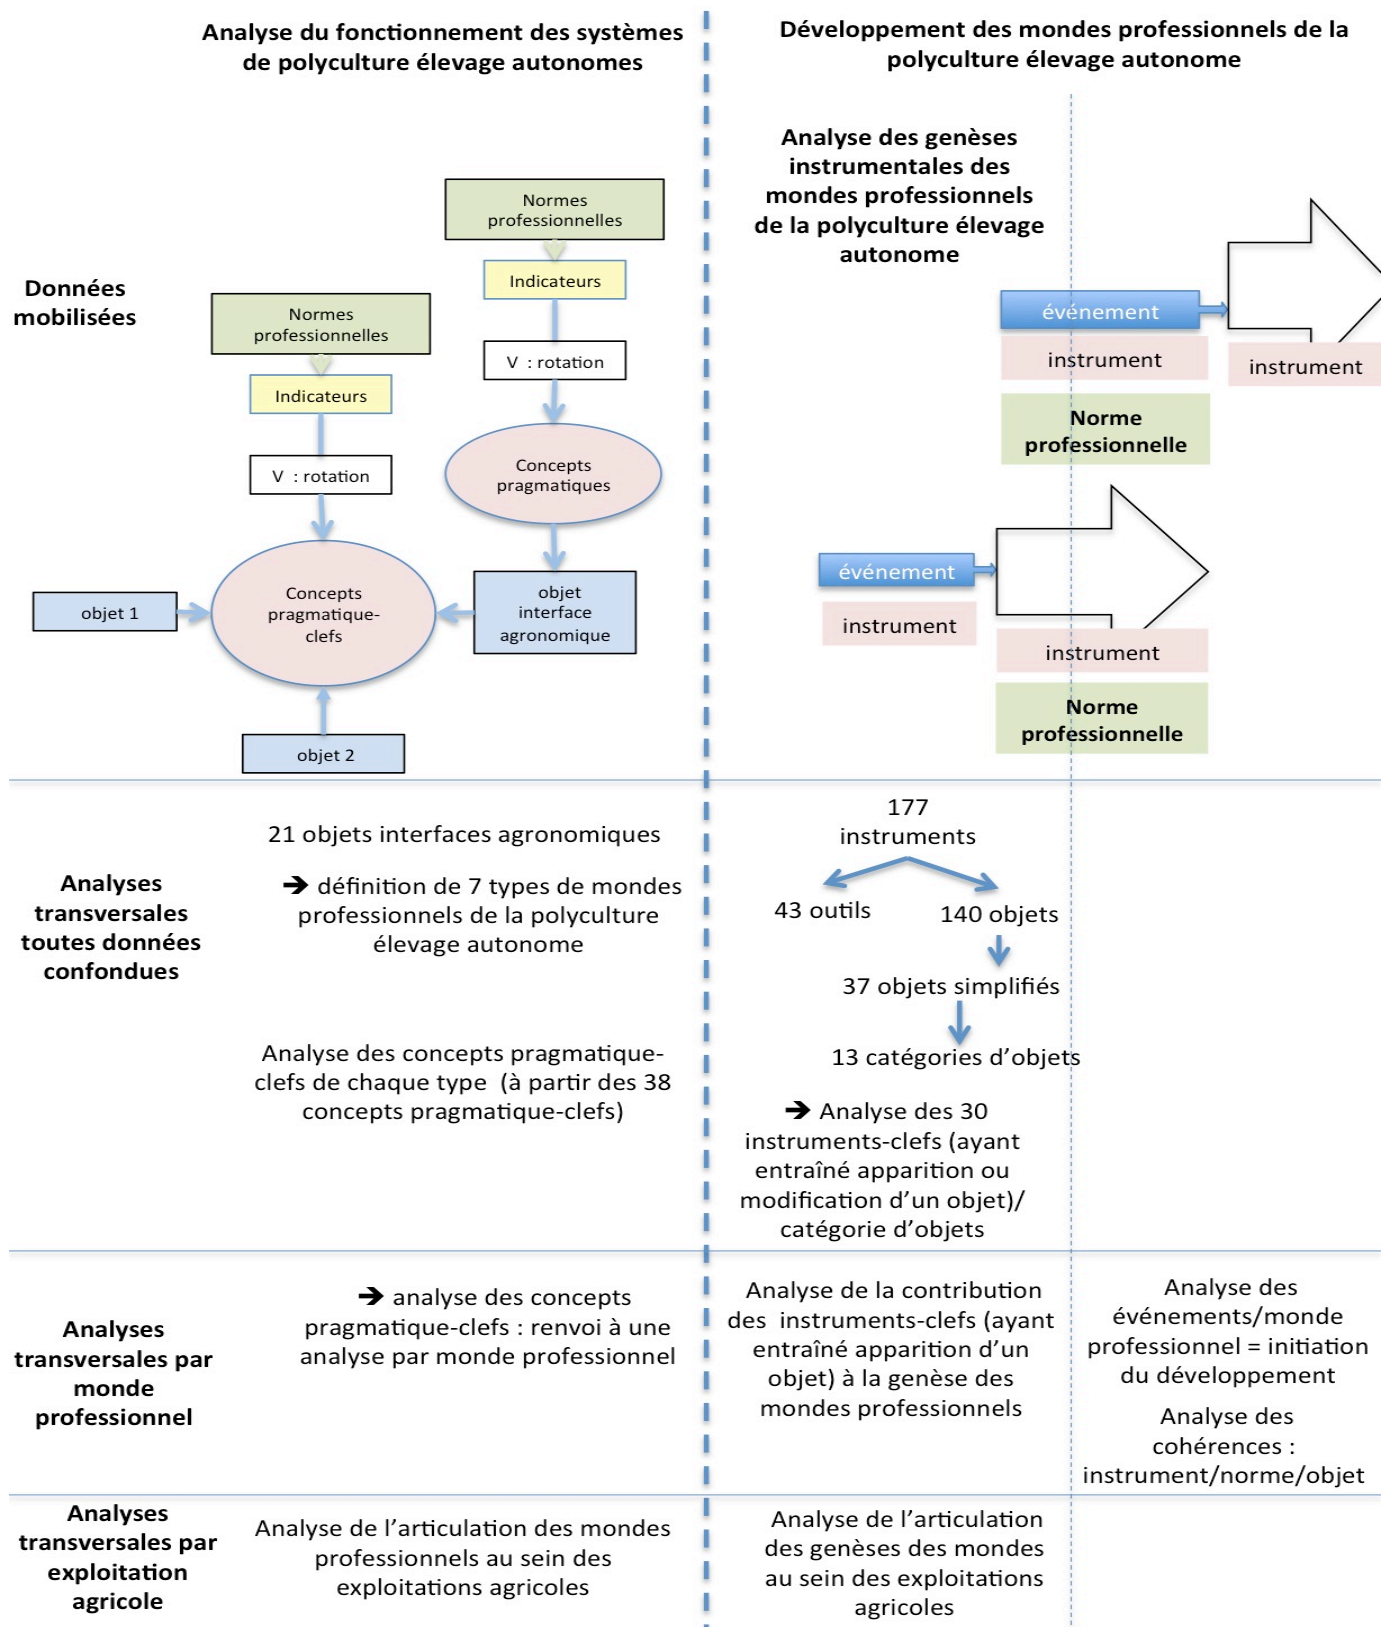 Analyse du fonctionnement des systèmes
de polyculture élevage autonomes
Développement des mondes professionnels de la
polyculture élevage autonome
Données
mobilisées
Normes
professionnelles
Indicateurs
V : rotation
Concepts
pragmatiques
objet
interface
agronomique
Normes
professionnelles
Indicateurs
V : rotation
Concepts
pragmatique-
clefs
objet 1
objet 2
Analyse des genèses
instrumentales des
mondes professionnels
de la polyculture élevage
autonome
événement
instrument
instrument
Norme
professionnelle
événement
instrument
instrument
Norme
professionnelle
Analyses
transversales
toutes données
confondues
21 objets interfaces agronomiques
➔ définition de 7 types de mondes
professionnels de la polyculture
élevage autonome
Analyse des concepts pragmatique-
clefs de chaque type (à partir des 38
concepts pragmatique-clefs)
177
instruments
43 outils
140 objets
37 objets simplifiés
13 catégories d’objets
➔ Analyse des 30
instruments-clefs (ayant
entraîné apparition ou
modification d’un objet)/
catégorie d’objets
Analyses
transversales par
monde
professionnel
➔ analyse des concepts
pragmatique-clefs : renvoi à une
analyse par monde professionnel
Analyse de la contribution
des instruments-clefs (ayant
entraîné apparition d’un
objet) à la genèse des
mondes professionnels
Analyse des
événements/monde
professionnel = initiation
du développement
Analyse des
cohérences :
instrument/norme/objet
Analyses
transversales par
exploitation
agricole
Analyse de l’articulation des mondes
professionnels au sein des
exploitations agricoles
Analyse de l’articulation
des genèses des mondes
au sein des exploitations
agricoles